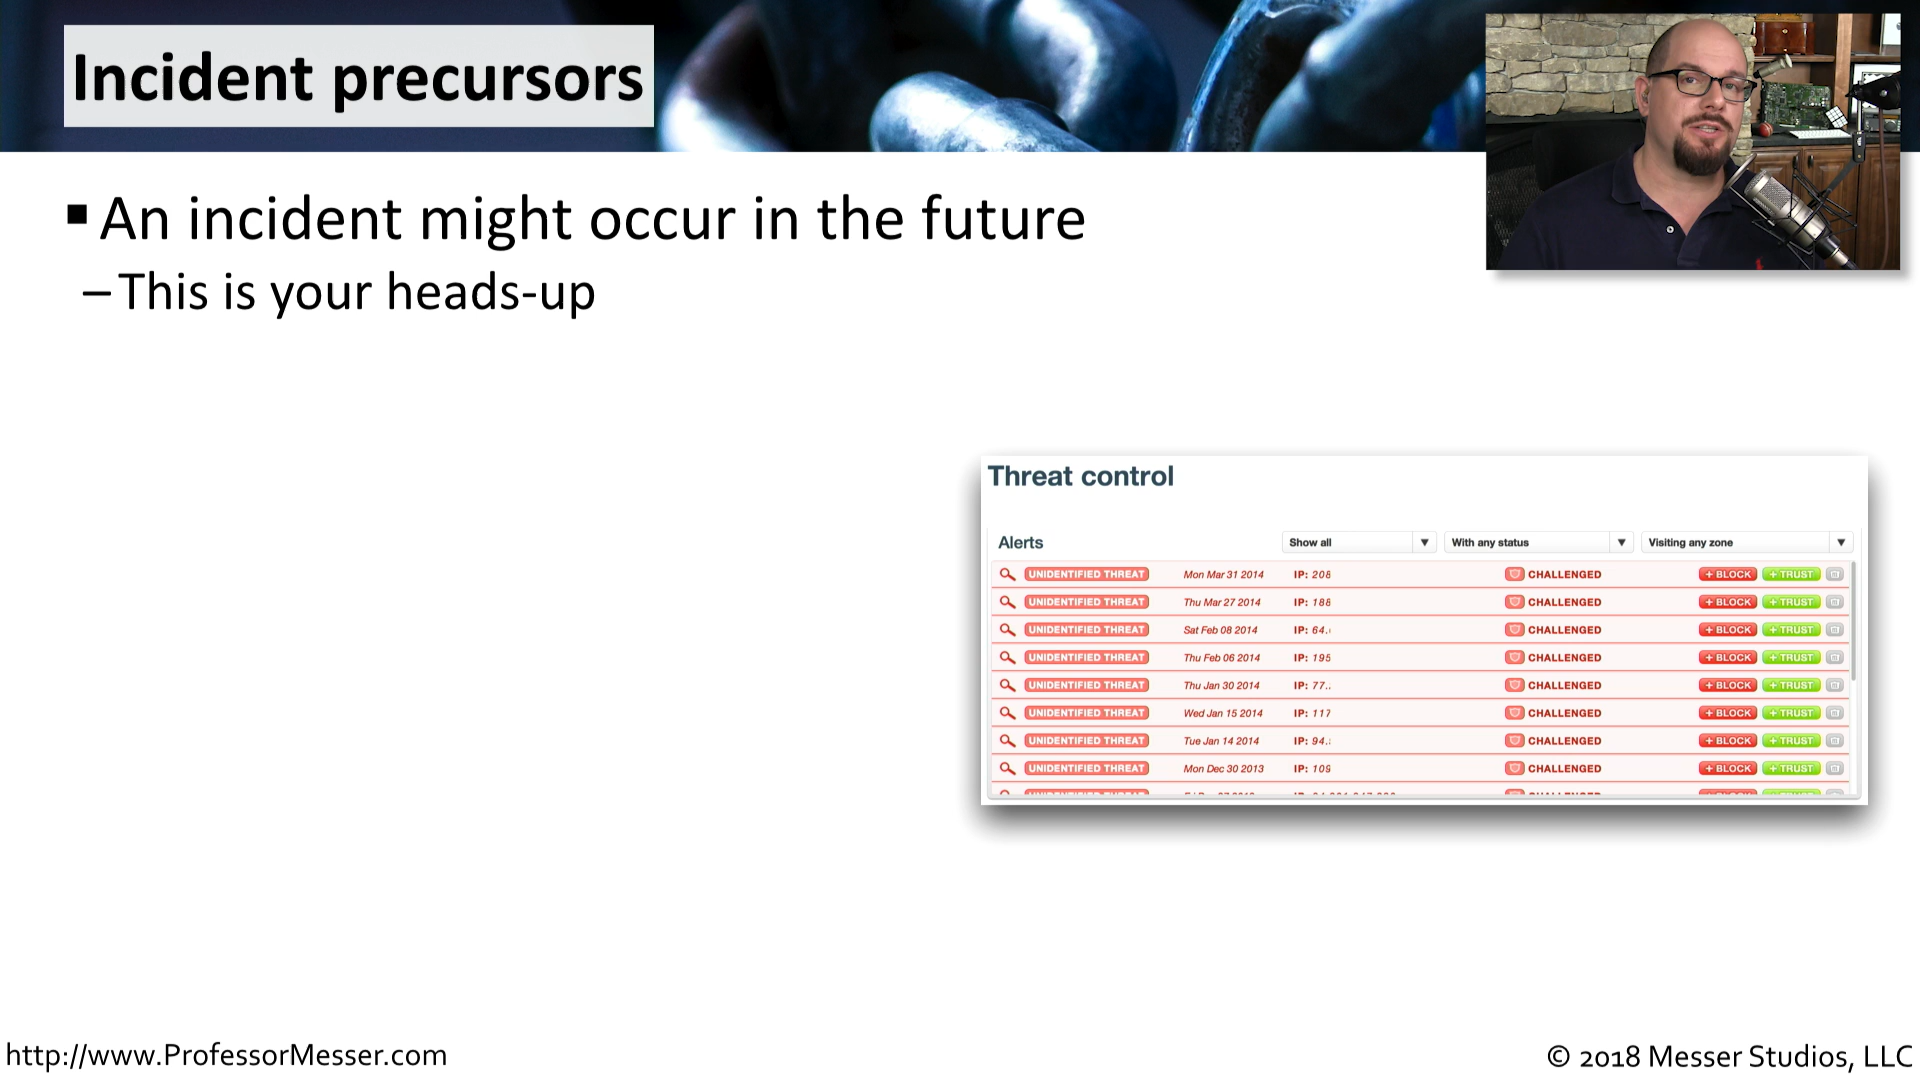 Incident precursors
▪ An incident might occur in the future
– This is your heads-up
Threat control
Alerts Show all With any status Visiting any zone
UNIDENTIFIED THREAT Mon Mar 31 2014 IP: 208 CHALLENGED + BLOCK + TRUST
UNIDENTIFIED THREAT Thu Mar 27 2014 IP: 188 CHALLENGED + BLOCK + TRUST
UNIDENTIFIED THREAT Sat Feb 08 2014 IP: 64. CHALLENGED + BLOCK + TRUST
UNIDENTIFIED THREAT Thu Feb 06 2014 IP: 195 CHALLENGED + BLOCK + TRUST
UNIDENTIFIED THREAT Thu Jan 30 2014 IP: 77.. CHALLENGED + BLOCK + TRUST
UNIDENTIFIED THREAT Wed Jan 15 2014 IP: 117 CHALLENGED + BLOCK + TRUST
UNIDENTIFIED THREAT Tue Jan 14 2014 IP: 94. CHALLENGED + BLOCK + TRUST
UNIDENTIFIED THREAT Mon Dec 30 2013 IP: 109 CHALLENGED + BLOCK + TRUST
http://www.ProfessorMesser.com
© 2018 Messer Studios, LLC